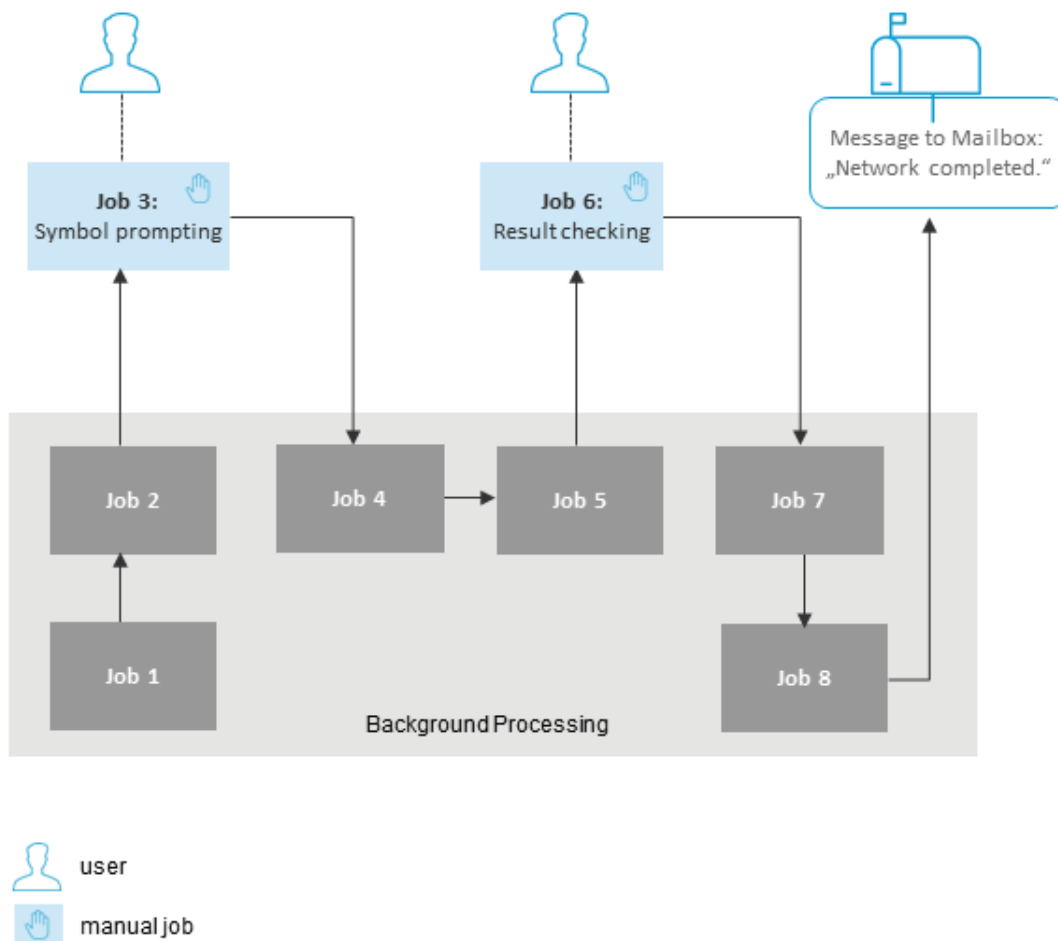 Message to Mailbox:
„Network completed.“
Job 3:
Symbol prompting
Job 6:
Result checking
Job 2
Job 4
Job 5
Job 7
Job 1
Job 8
Background Processing
user
manual job